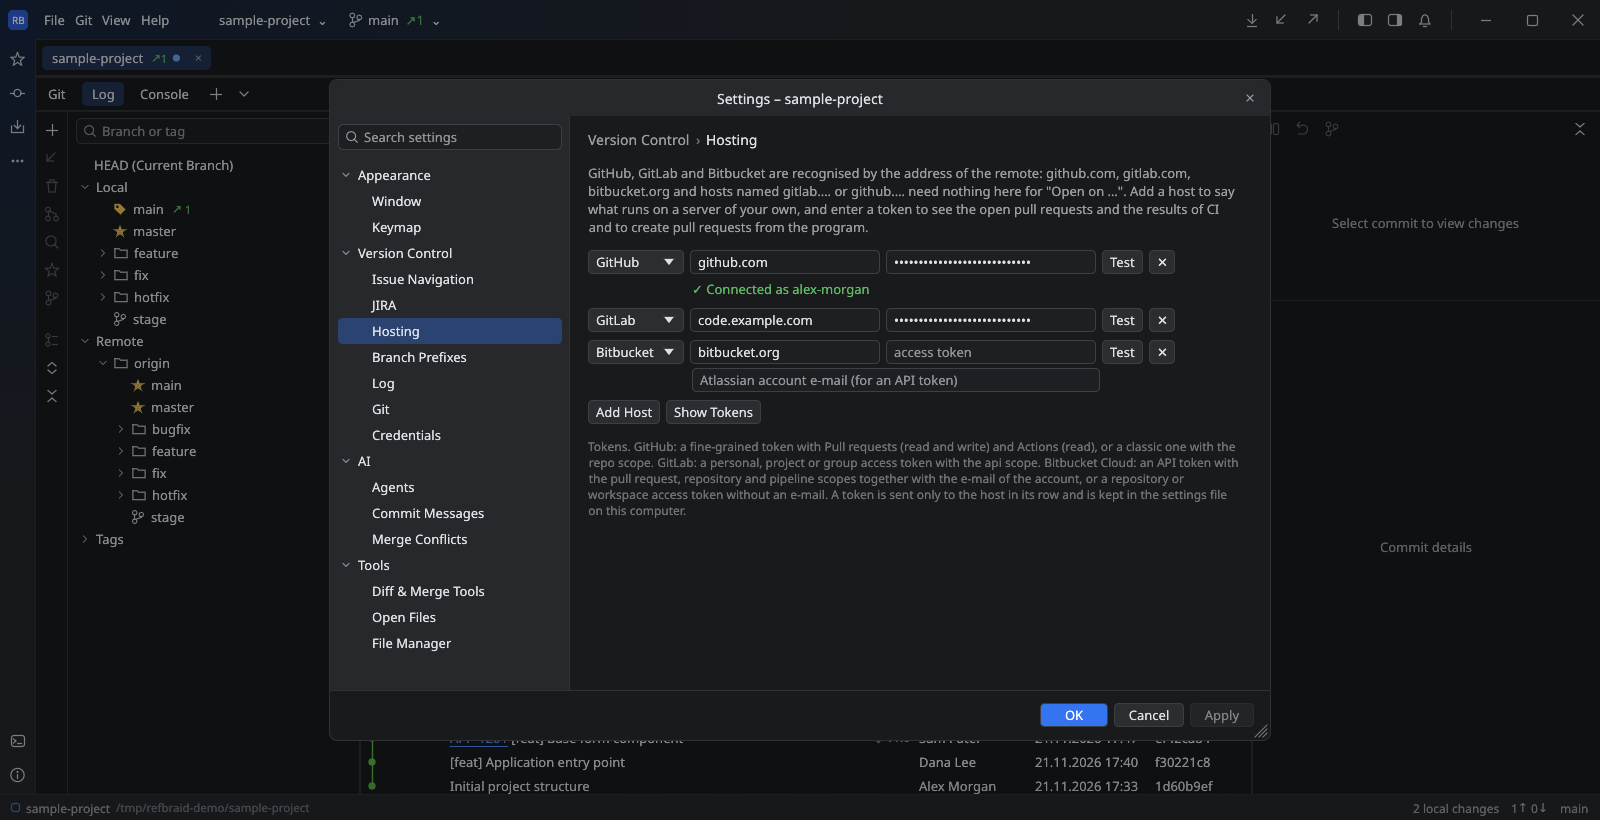 RB File Git View Help sample-project main ↗1
sample-project ↗1 ×
Git Log Console
Branch or tag
HEAD (Current Branch)
Local
main ↗ 1
master
feature
fix
hotfix
stage
Remote
origin
main
master
bugfix
feature
fix
hotfix
stage
Tags
Settings – sample-project
Search settings
Appearance
Window
Keymap
Version Control
Issue Navigation
JIRA
Hosting
Branch Prefixes
Log
Git
Credentials
AI
Agents
Commit Messages
Merge Conflicts
Tools
Diff & Merge Tools
Open Files
File Manager
Version Control › Hosting
GitHub, GitLab and Bitbucket are recognised by the address of the remote: github.com, gitlab.com,
bitbucket.org and hosts named gitlab.... or github.... need nothing here for "Open on ...". Add a host to say
what runs on a server of your own, and enter a token to see the open pull requests and the results of CI
and to create pull requests from the program.
GitHub github.com •••••••••••••••••••••••••••• Test ×
✓ Connected as alex-morgan
GitLab code.example.com •••••••••••••••••••••••••••• Test ×
Bitbucket bitbucket.org access token Test ×
Atlassian account e-mail (for an API token)
Add Host Show Tokens
Tokens. GitHub: a fine-grained token with Pull requests (read and write) and Actions (read), or a classic one with the
repo scope. GitLab: a personal, project or group access token with the api scope. Bitbucket Cloud: an API token with
the pull request, repository and pipeline scopes together with the e-mail of the account, or a repository or
workspace access token without an e-mail. A token is sent only to the host in its row and is kept in the settings file
on this computer.
OK Cancel Apply
Select commit to view changes
Commit details
[feat] Base form component
[feat] Application entry point Dana Lee 21.11.2026 17:40 f30221c8
Initial project structure Alex Morgan 21.11.2026 17:33 1d60b9ef
sample-project /tmp/refbraid-demo/sample-project 2 local changes 1↑ 0↓ main